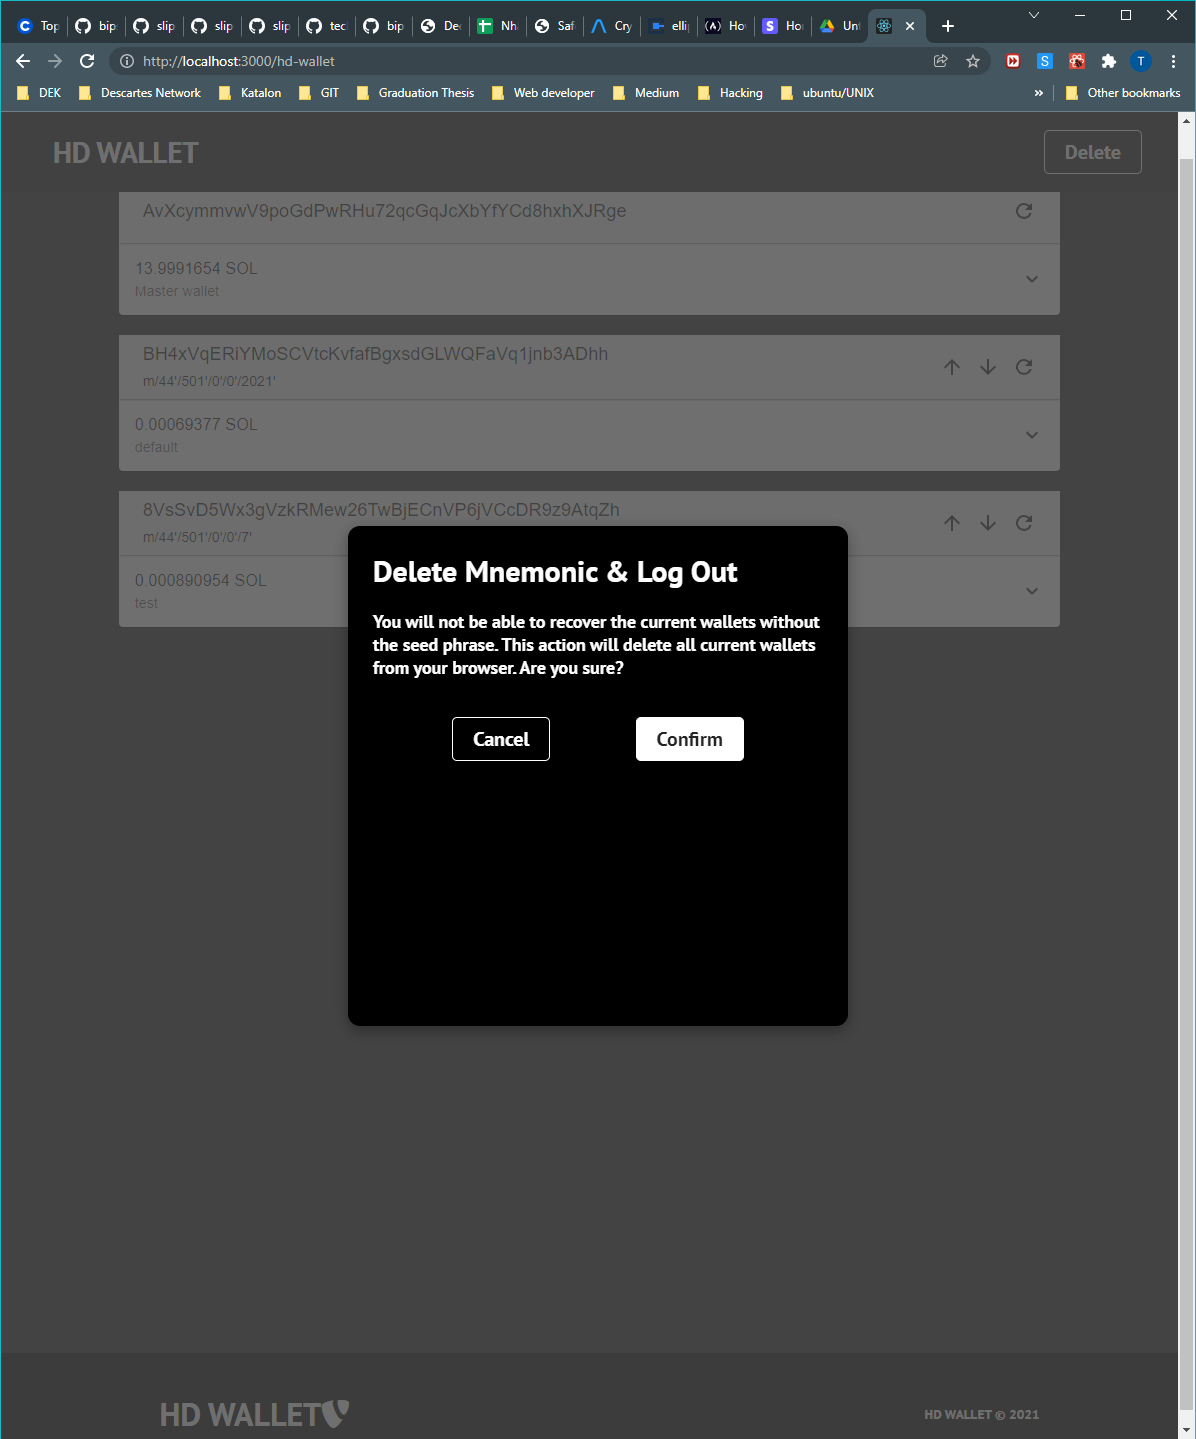 Top
bip
slip
slip
slip
tec
bip
Dec
Nh
Saf
Cry
ellip
Ho
Ho
Unt
http://localhost:3000/hd-wallet
T
DEK
Descartes Network
Katalon
GIT
Graduation Thesis
Web developer
Medium
Hacking
ubuntu/UNIX
»
Other bookmarks
HD WALLET
Delete
AvXcymmvwV9poGdPwRHu72qcGqJcXbYfYCd8hxhXJRge
13.9991654 SOL
Master wallet
BH4xVqERiYMoSCVtcKvfafBgxsdGLWQFaVq1jnb3ADhh
m/44'/501'/0'/0'/2021'
0.00069377 SOL
default
8VsSvD5Wx3gVzkRMew26TwBjECnVP6jVCcDR9z9AtqZh
m/44'/501'/0'/0'/7'
0.000890954 SOL
test
Delete Mnemonic & Log Out
You will not be able to recover the current wallets without
the seed phrase. This action will delete all current wallets
from your browser. Are you sure?
Cancel
Confirm
HD WALLET
HD WALLET © 2021